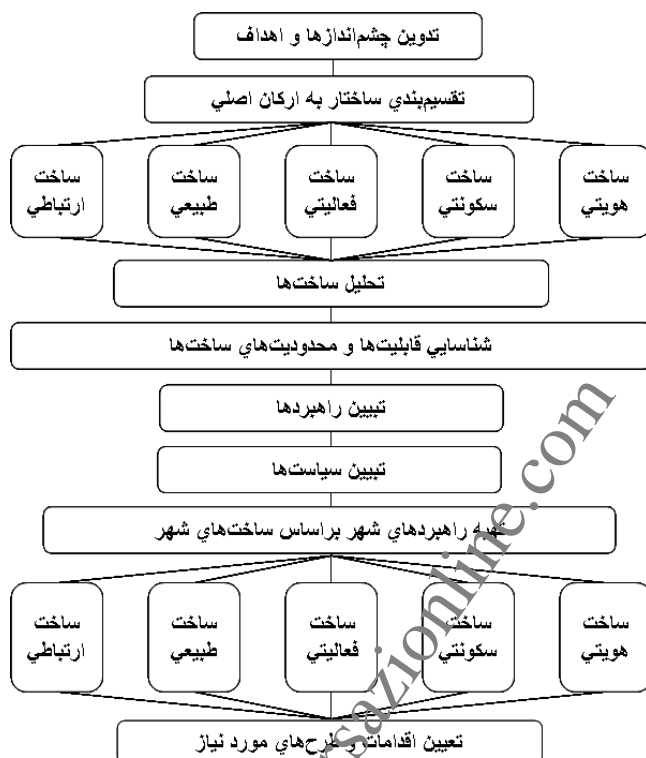 تدوين چشم‌اندازها و اهداف
تقسيم‌بندي ساختار به اركان اصلي
ساخت هويتي
ساخت سكونتي
ساخت فعاليتي
ساخت طبيعي
ساخت ارتباطي
تحليل ساخت‌ها
شناسايي قابليت‌ها و محدوديت‌هاي ساخت‌ها
تبيين راهبردها
تبيين سياست‌ها
تهيه راهبردهاي شهر براساس ساخت‌هاي شهر
ساخت هويتي
ساخت سكونتي
ساخت فعاليتي
ساخت طبيعي
ساخت ارتباطي
تعيين اقدامات و طرح‌هاي مورد نياز
rsazionline.com